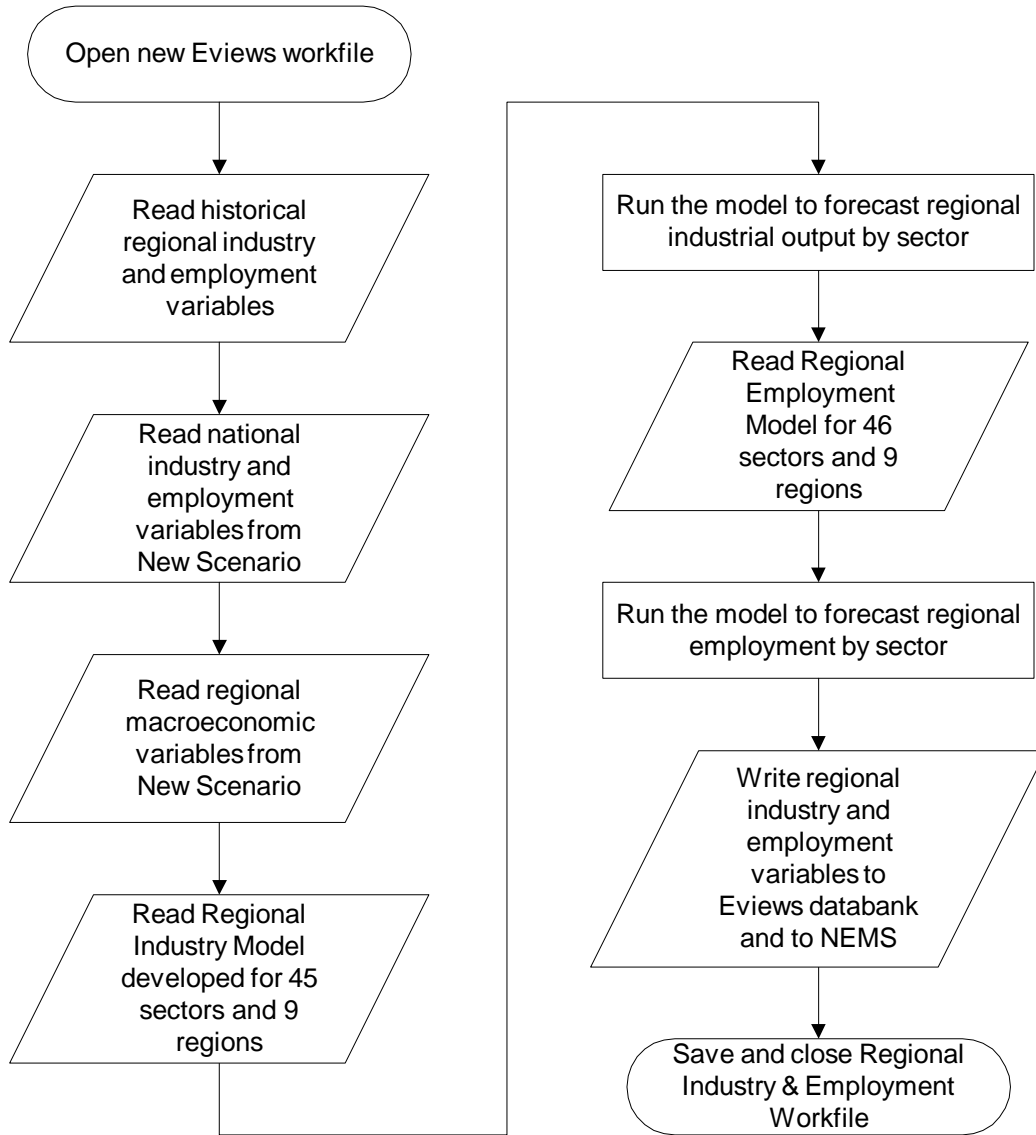 Open new Eviews workfile
Read historical
regional industry
and employment
variables
Read national
industry and
employment
variables from
New Scenario
Read regional
macroeconomic
variables from
New Scenario
Read Regional
Industry Model
developed for 45
sectors and 9
regions
Run the model to forecast regional
industrial output by sector
Read Regional
Employment
Model for 46
sectors and 9
regions
Run the model to forecast regional
employment by sector
Write regional
industry and
employment
variables to
Eviews databank
and to NEMS
Save and close Regional
Industry & Employment
Workfile